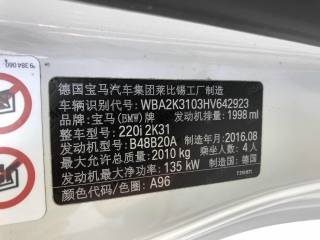 德国宝马汽车集团莱比锡工厂制造
车辆识别代号: WBA2K3103HV642923
品牌: 宝马(BMW)牌 发动机排量: 1998 ml
整车型号: 220i 2K31
发动机型号: B48B20A 制造年月: 2016.08
最大允许总质量: 2010 kg 乘坐人数: 4人
发动机最大净功率: 135 kW 制造国: 德国
颜色代码/色圈: A96